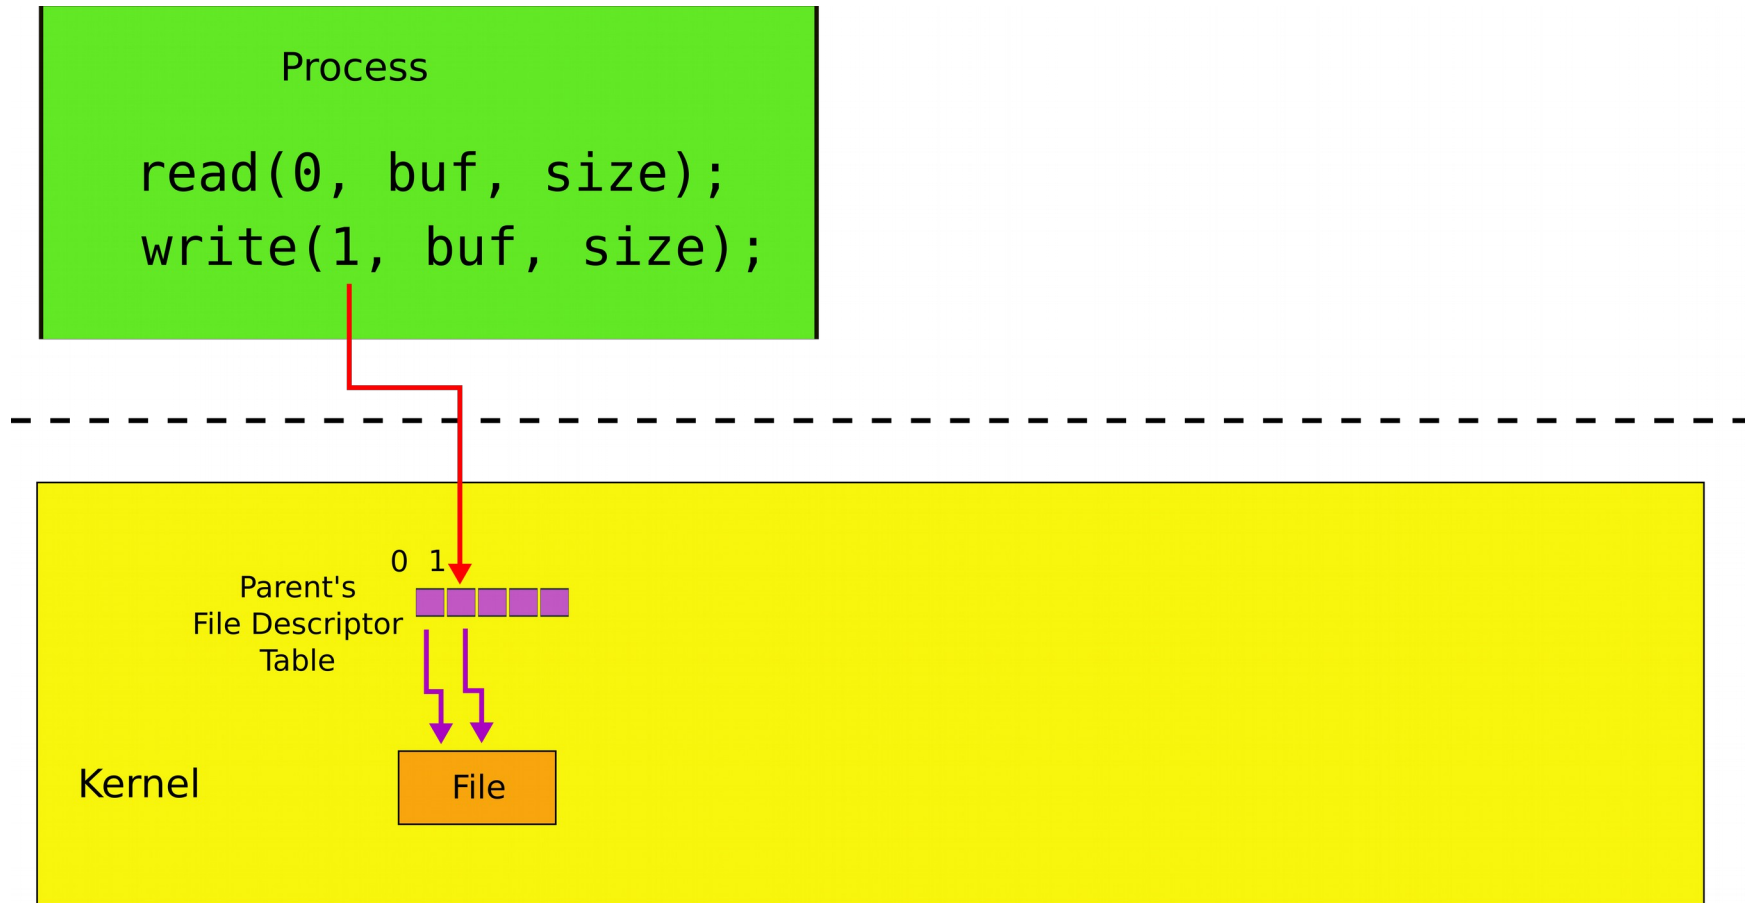 Process
read(0, buf, size);
write(1, buf, size);
0 1
Parent's
File Descriptor
Table
Kernel
File